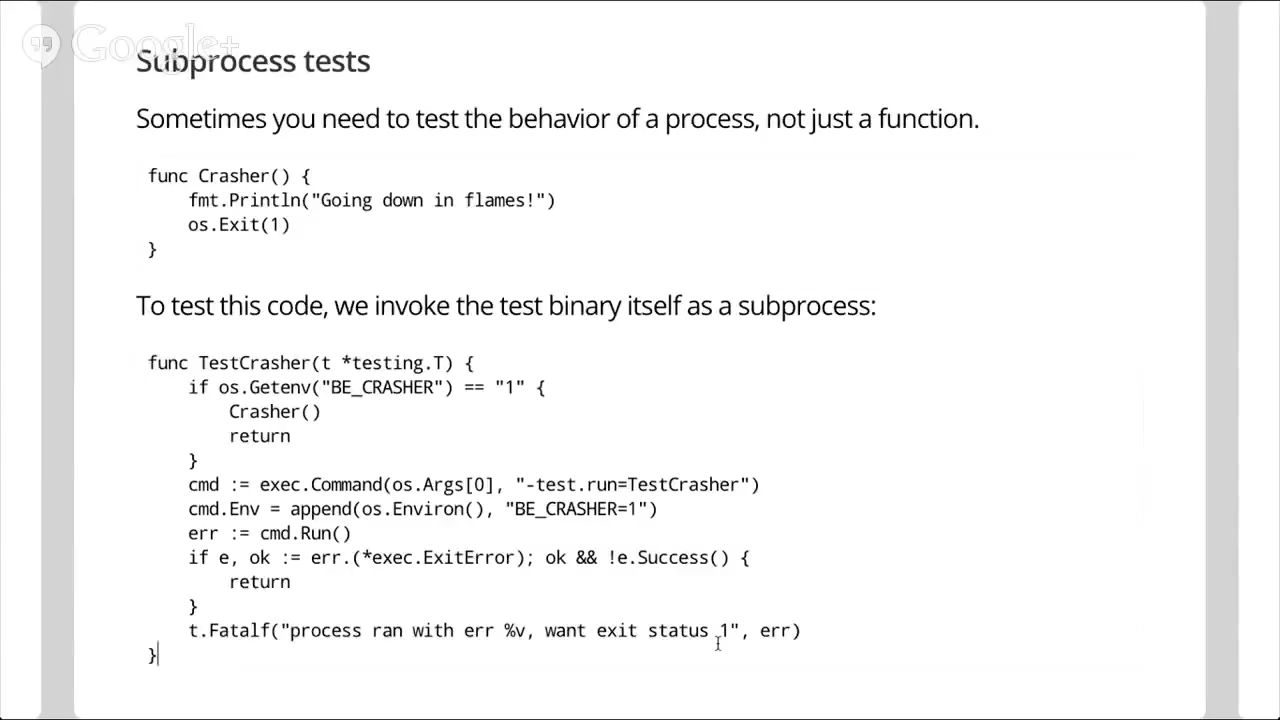 Google+
Subprocess tests
Sometimes you need to test the behavior of a process, not just a function.
func Crasher() {
    fmt.Println("Going down in flames!")
    os.Exit(1)
}
To test this code, we invoke the test binary itself as a subprocess:
func TestCrasher(t *testing.T) {
    if os.Getenv("BE_CRASHER") == "1" {
        Crasher()
        return
    }
    cmd := exec.Command(os.Args[0], "-test.run=TestCrasher")
    cmd.Env = append(os.Environ(), "BE_CRASHER=1")
    err := cmd.Run()
    if e, ok := err.(*exec.ExitError); ok && !e.Success() {
        return
    }
    t.Fatalf("process ran with err %v, want exit status 1", err)
}